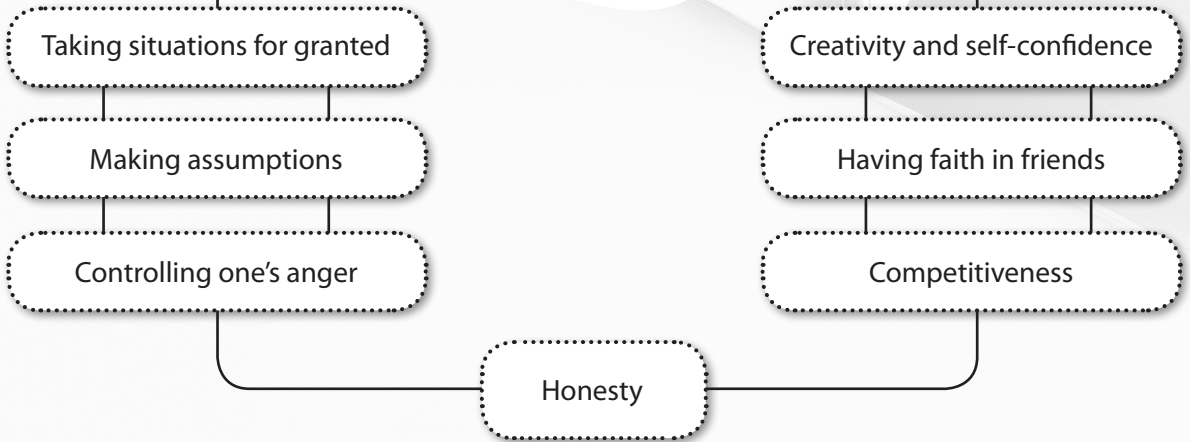 Taking situations for granted
Creativity and self-confidence
Making assumptions
Having faith in friends
Controlling one’s anger
Competitiveness
Honesty